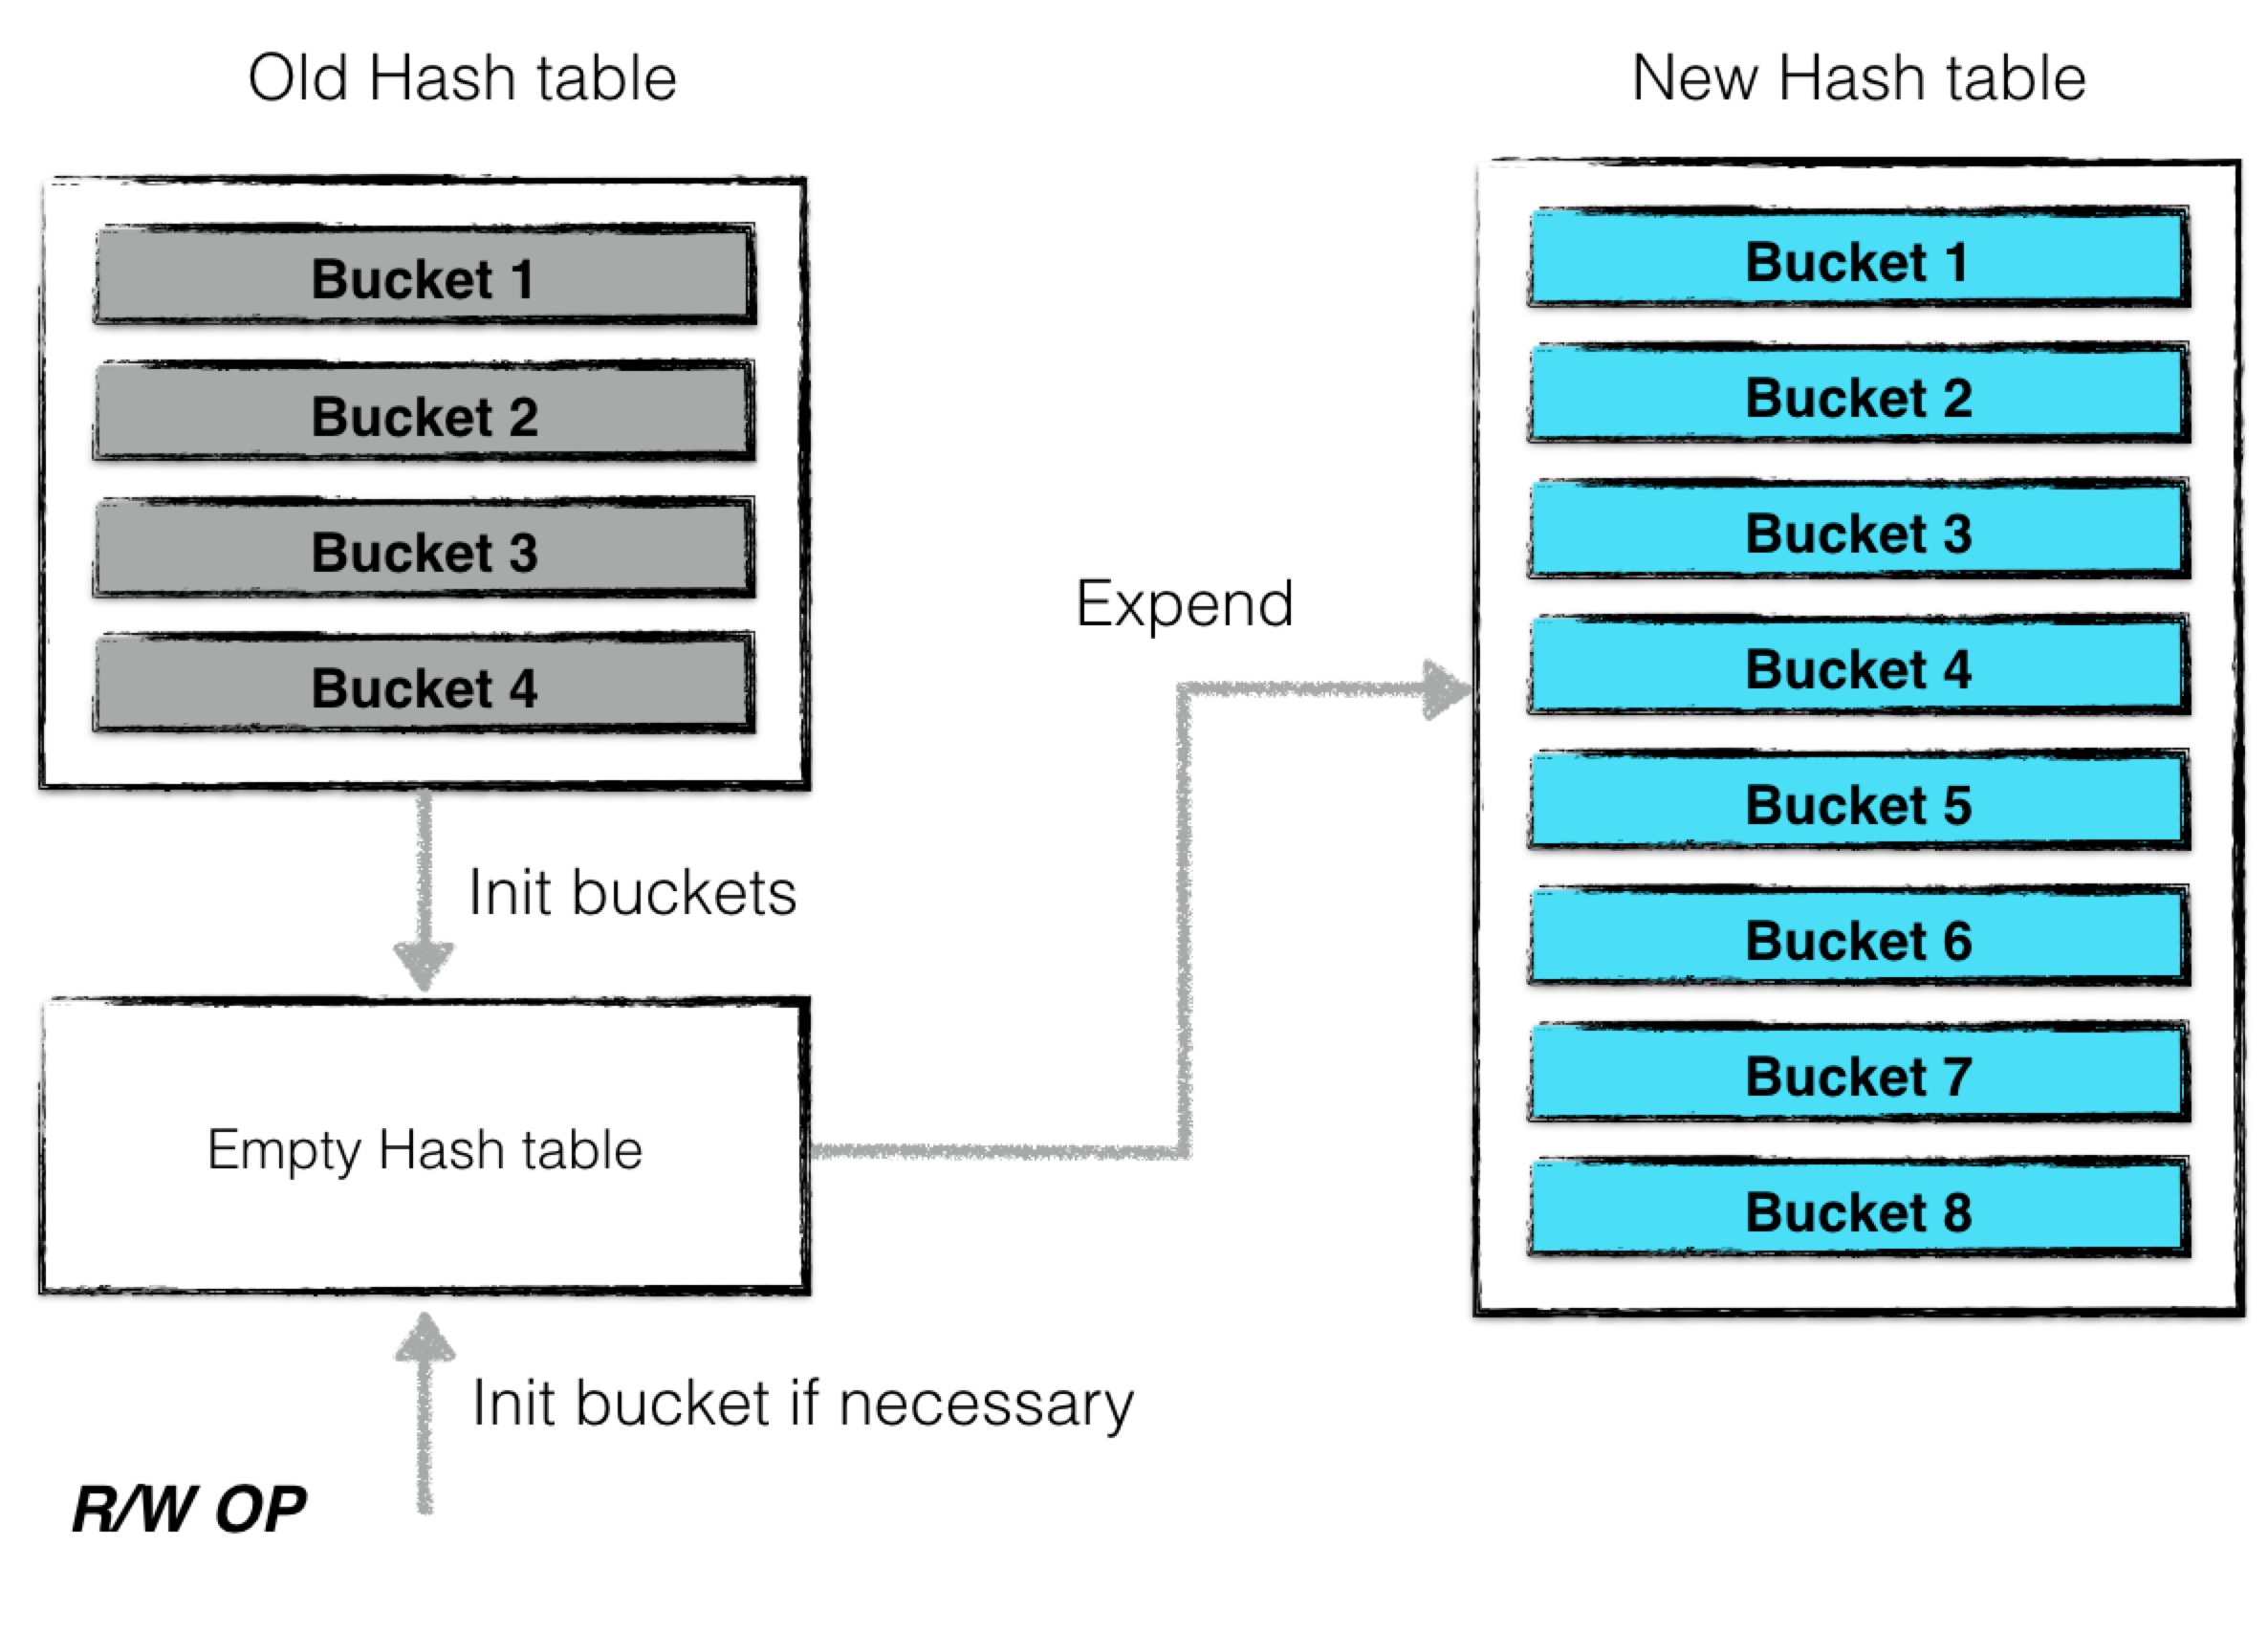 Old Hash table
New Hash table
Bucket 1
Bucket 2
Bucket 3
Bucket 4
Init buckets
Empty Hash table
Init bucket if necessary
R/W OP
Expend
Bucket 1
Bucket 2
Bucket 3
Bucket 4
Bucket 5
Bucket 6
Bucket 7
Bucket 8